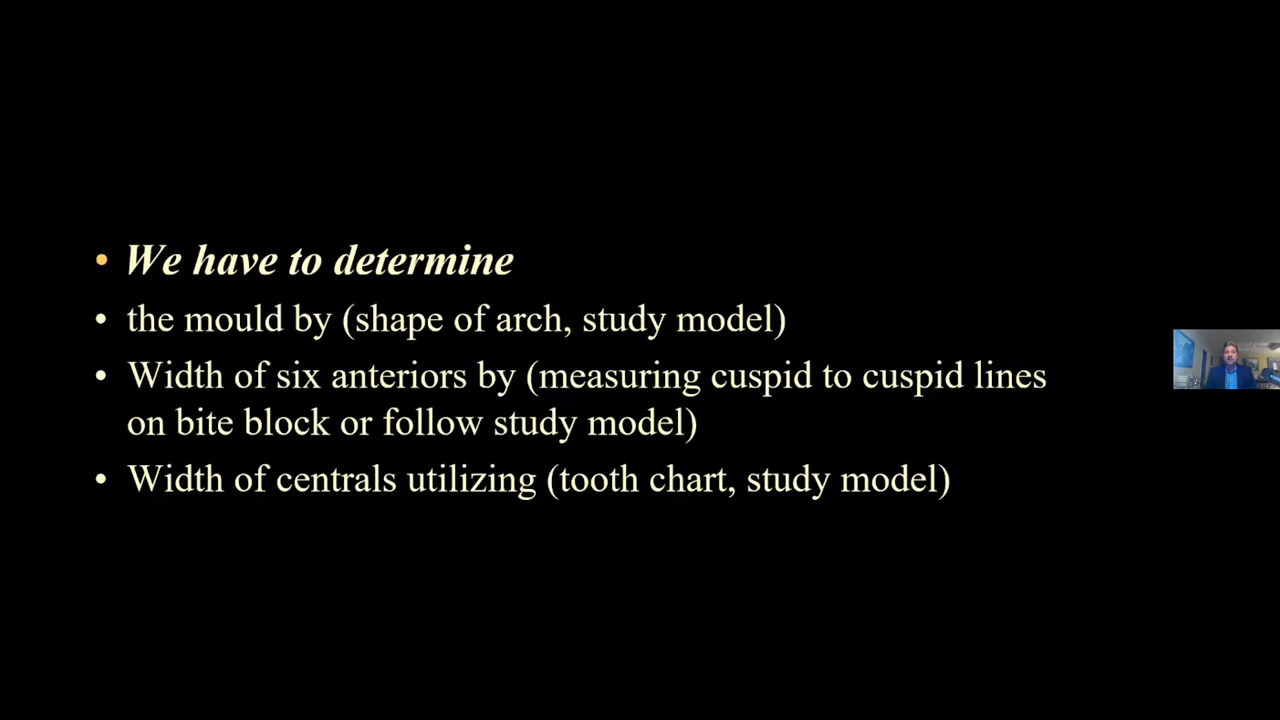 • We have to determine
• the mould by (shape of arch, study model)
• Width of six anteriors by (measuring cuspid to cuspid lines
on bite block or follow study model)
• Width of centrals utilizing (tooth chart, study model)